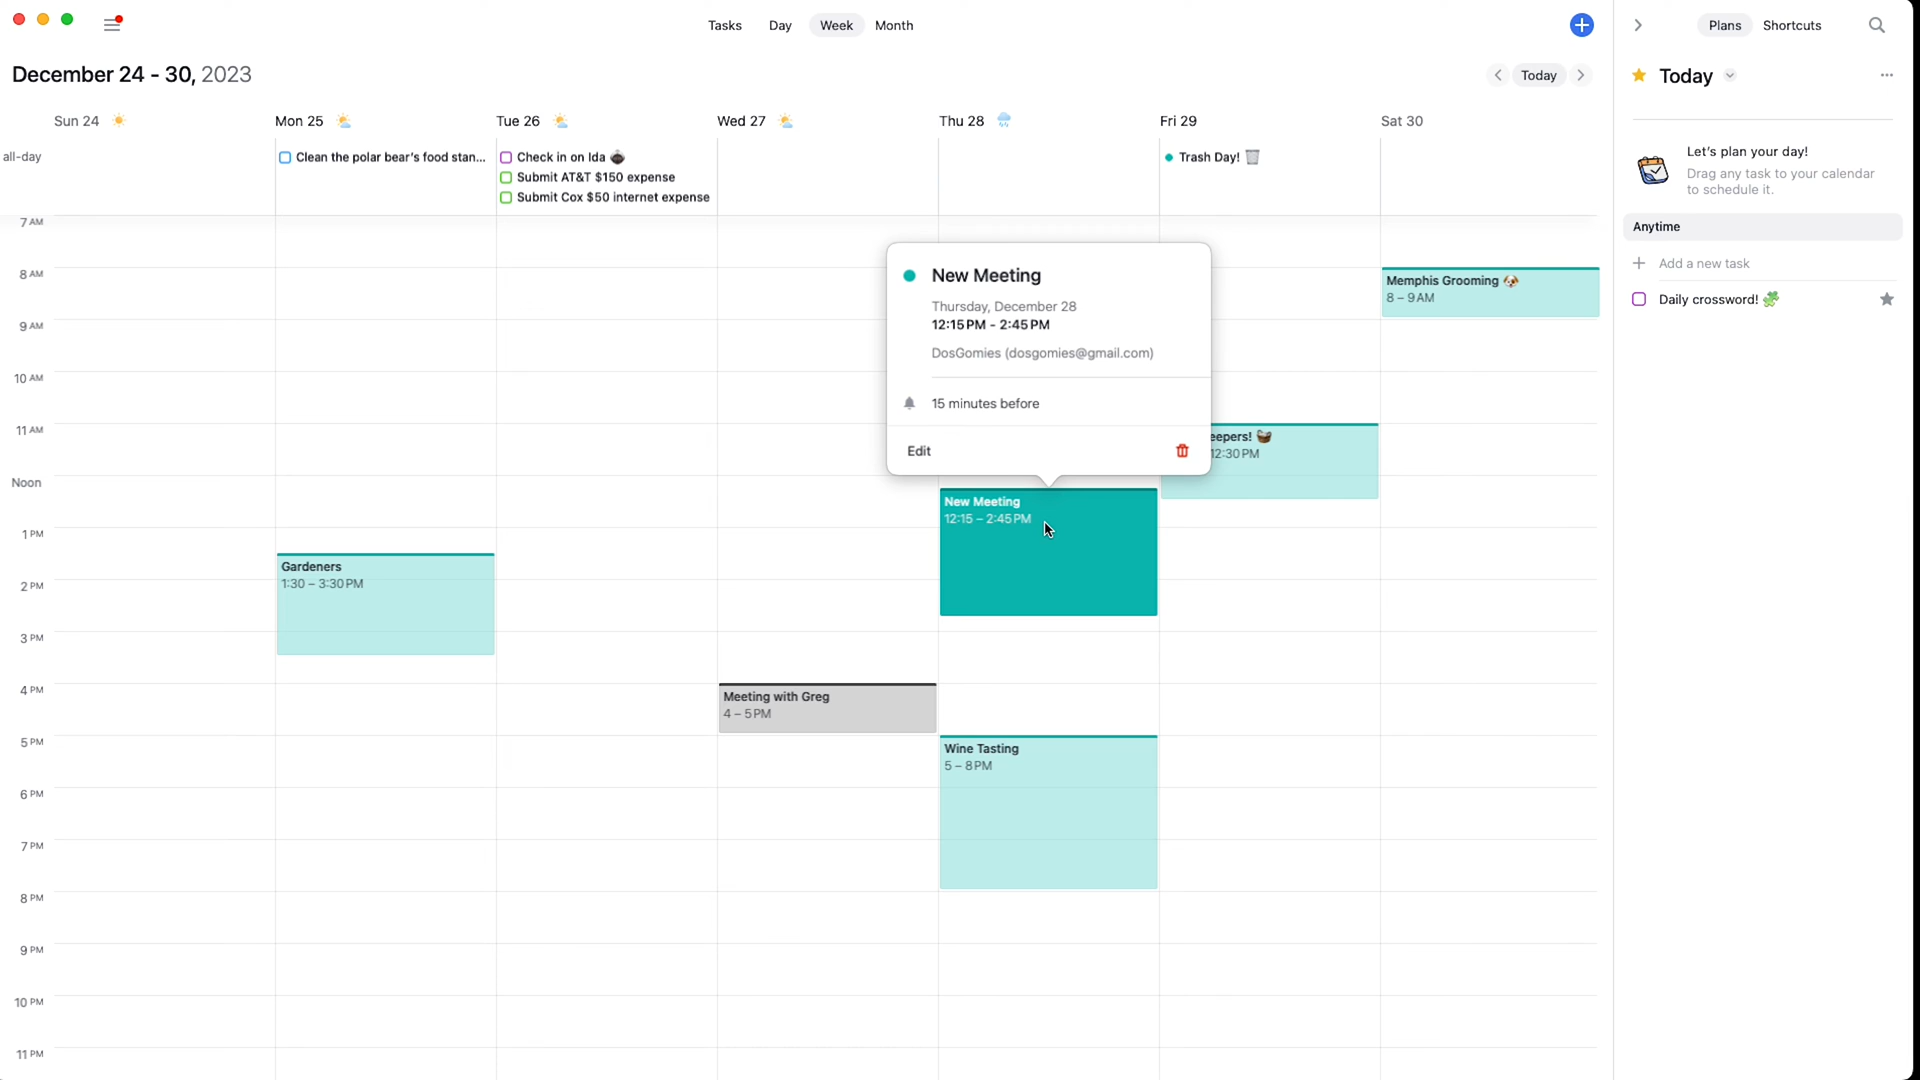 Tasks
Day
Week
Month
Plans
Shortcuts
December 24 - 30, 2023
Today
Today
Sun 24
Mon 25
Tue 26
Wed 27
Thu 28
Fri 29
Sat 30
all-day
Clean the polar bear's food stan...
Check in on Ida
Submit AT&T $150 expense
Submit Cox $50 internet expense
Trash Day!
7 AM
8 AM
9 AM
10 AM
11 AM
Noon
1 PM
2 PM
3 PM
4 PM
5 PM
6 PM
7 PM
8 PM
9 PM
10 PM
11 PM
Gardeners
1:30 – 3:30 PM
Meeting with Greg
4 – 5 PM
New Meeting
Thursday, December 28
12:15 PM - 2:45 PM
DosGomies (dosgomies@gmail.com)
15 minutes before
Edit
New Meeting
12:15 – 2:45 PM
Wine Tasting
5 – 8 PM
eepers!
12:30 PM
Memphis Grooming
8 – 9 AM
Let's plan your day!
Drag any task to your calendar
to schedule it.
Anytime
Add a new task
Daily crossword!